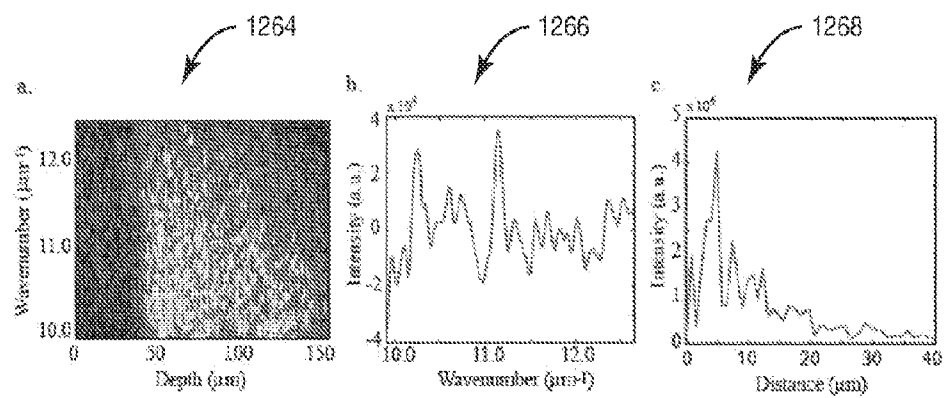 1264
1266
1268
a.
b.
c.
x10⁶
x10⁶
Wavenumber (µm⁻¹)
12.0
11.0
10.0
0
50
100
150
Depth (µm)
Intensity (a.u.)
4
2
0
-2
-4
10.0
11.0
12.0
Wavenumber (µm⁻¹)
Intensity (a.u.)
5
4
3
2
1
0
0
10
20
30
40
Distance (µm)